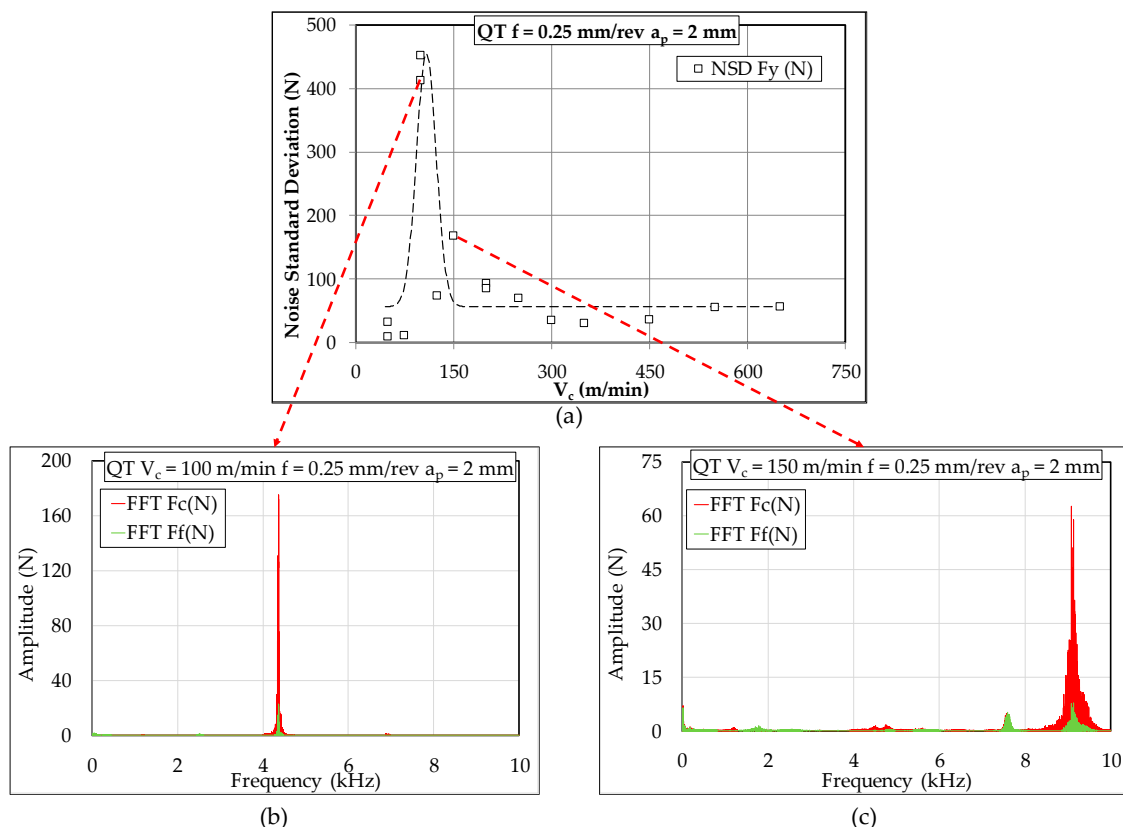 QT f = 0.25 mm/rev aₚ = 2 mm
NSD Fy (N)
Noise Standard Deviation (N)
500
400
300
200
100
0
0 150 300 450 600 750
V_c (m/min)
(a)
QT V_c = 100 m/min f = 0.25 mm/rev aₚ = 2 mm
FFT Fc(N)
FFT Ff(N)
Amplitude (N)
200
160
120
80
40
0
0 2 4 6 8 10
Frequency (kHz)
(b)
QT V_c = 150 m/min f = 0.25 mm/rev aₚ = 2 mm
FFT Fc(N)
FFT Ff(N)
Amplitude (N)
75
60
45
30
15
0
0 2 4 6 8 10
Frequency (kHz)
(c)